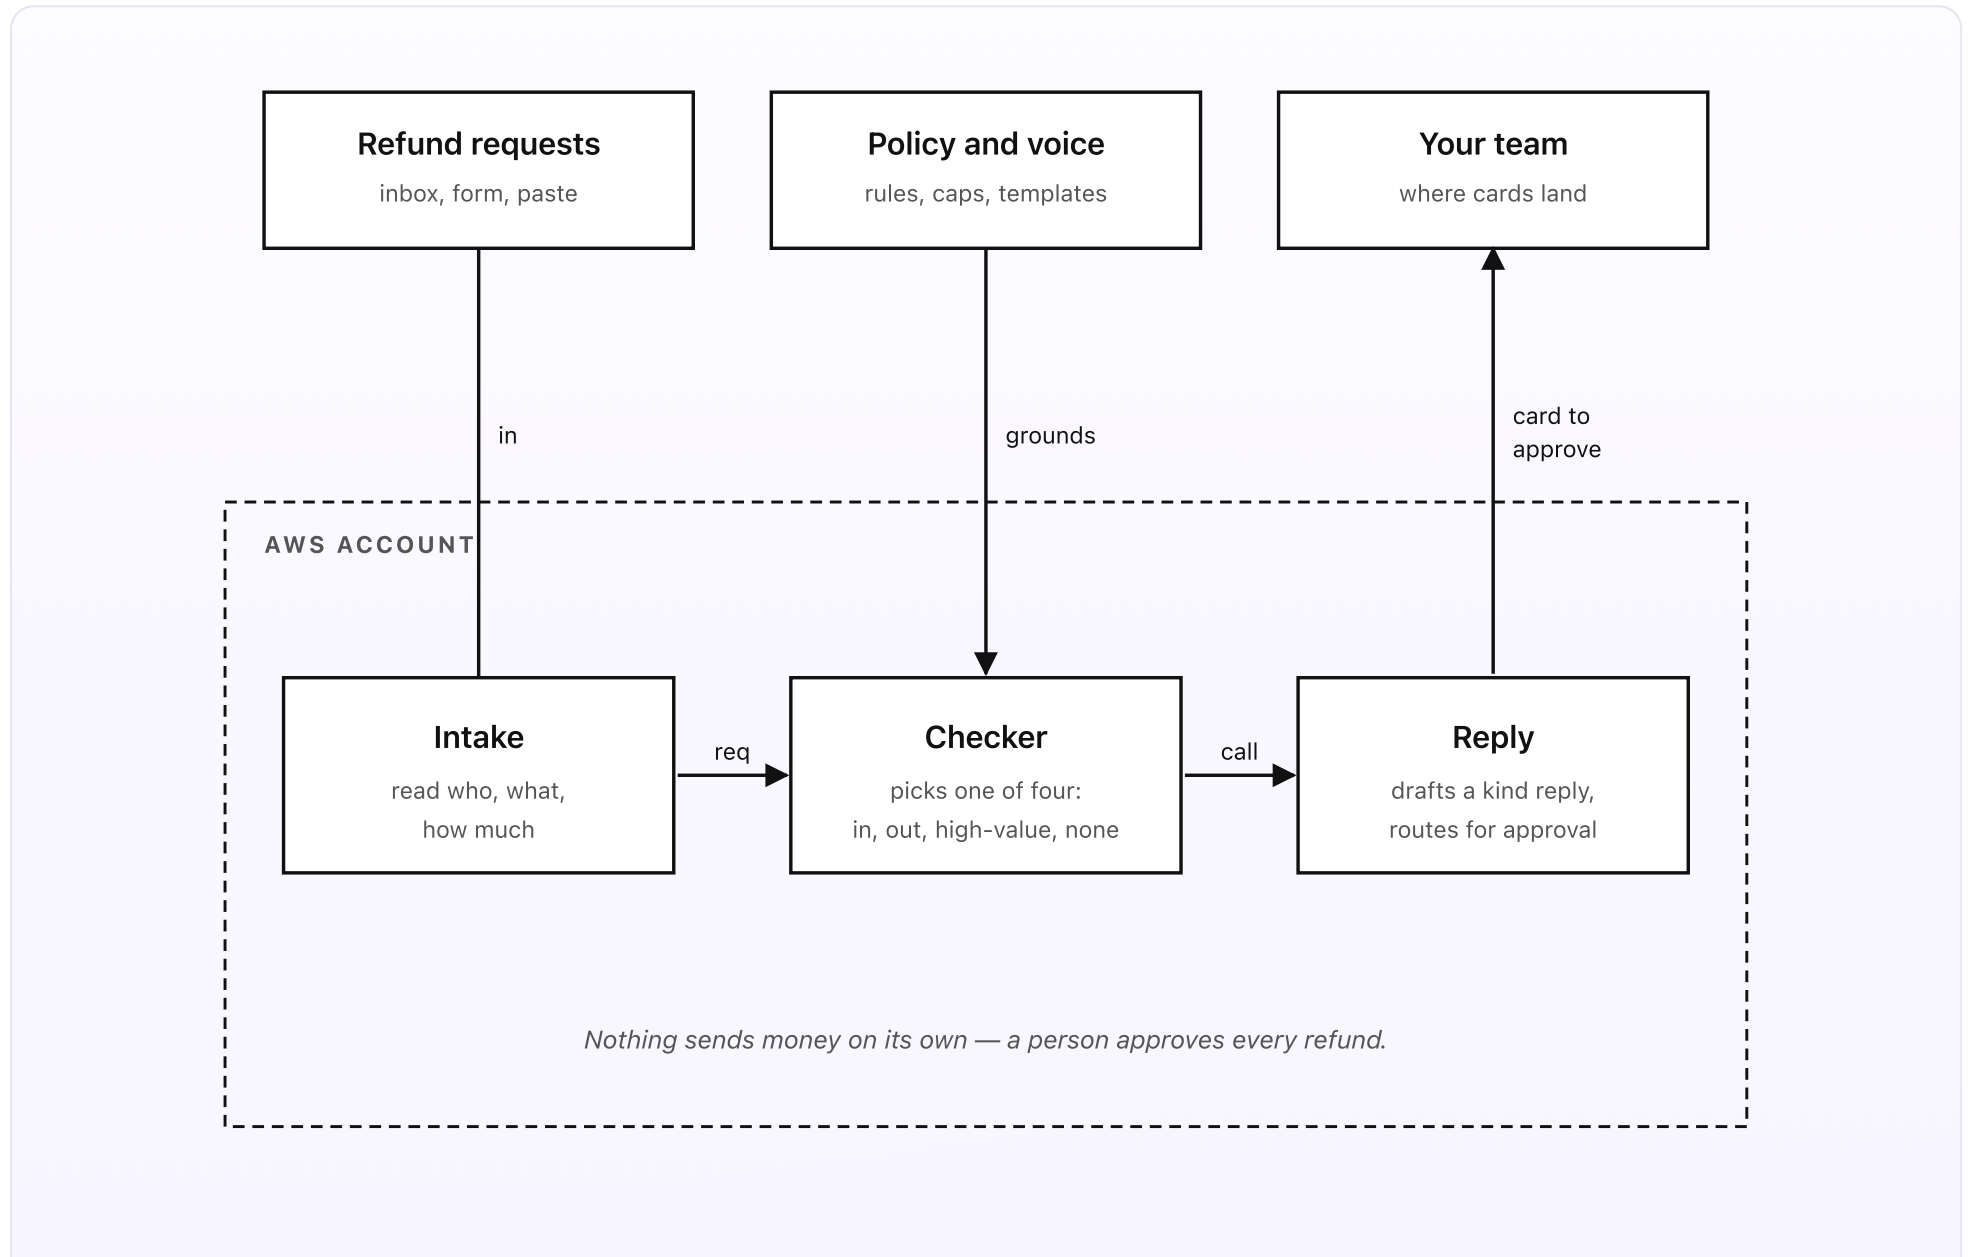 Refund requests
inbox, form, paste
Policy and voice
rules, caps, templates
Your team
where cards land
in
grounds
card to
approve
AWS ACCOUNT
Intake
read who, what,
how much
req
Checker
picks one of four:
in, out, high-value, none
call
Reply
drafts a kind reply,
routes for approval
Nothing sends money on its own — a person approves every refund.